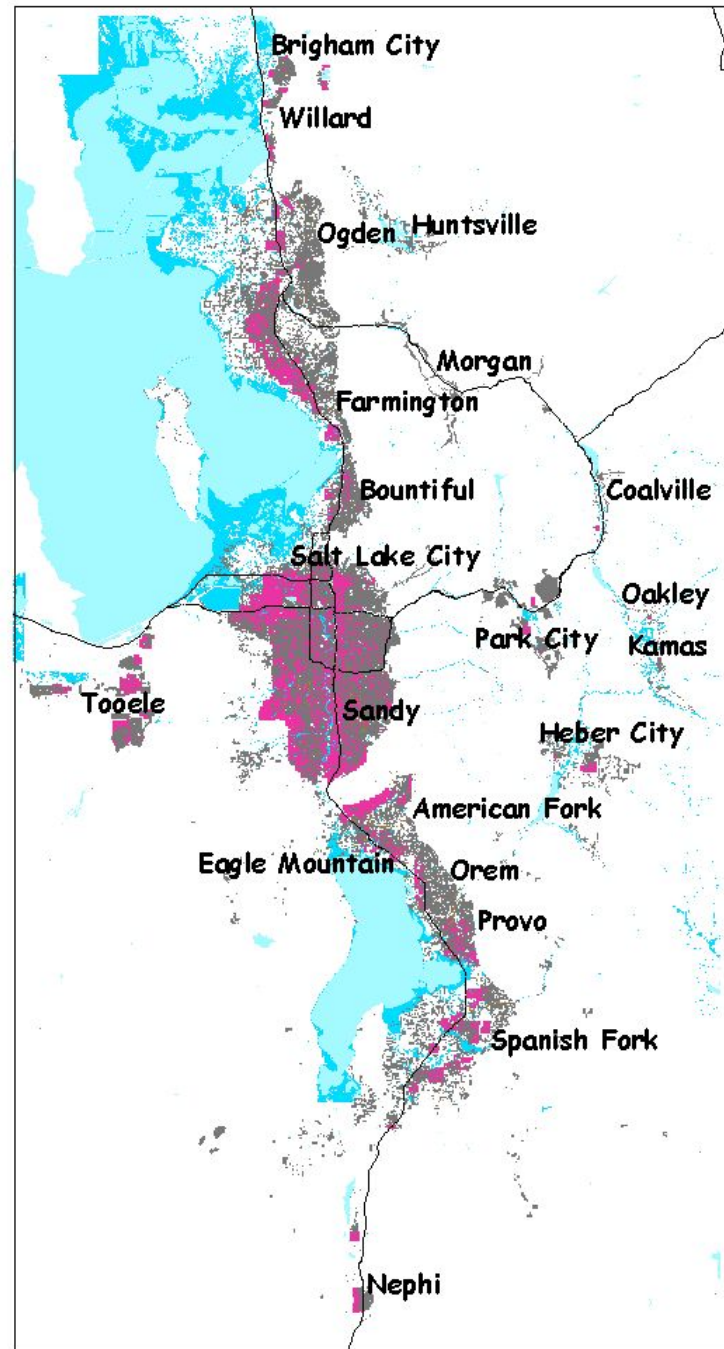 Brigham City
Willard
Ogden
Huntsville
Morgan
Farmington
Bountiful
Coalville
Salt Lake City
Oakley
Park City
Kamas
Tooele
Sandy
Heber City
American Fork
Eagle Mountain
Orem
Provo
Spanish Fork
Nephi